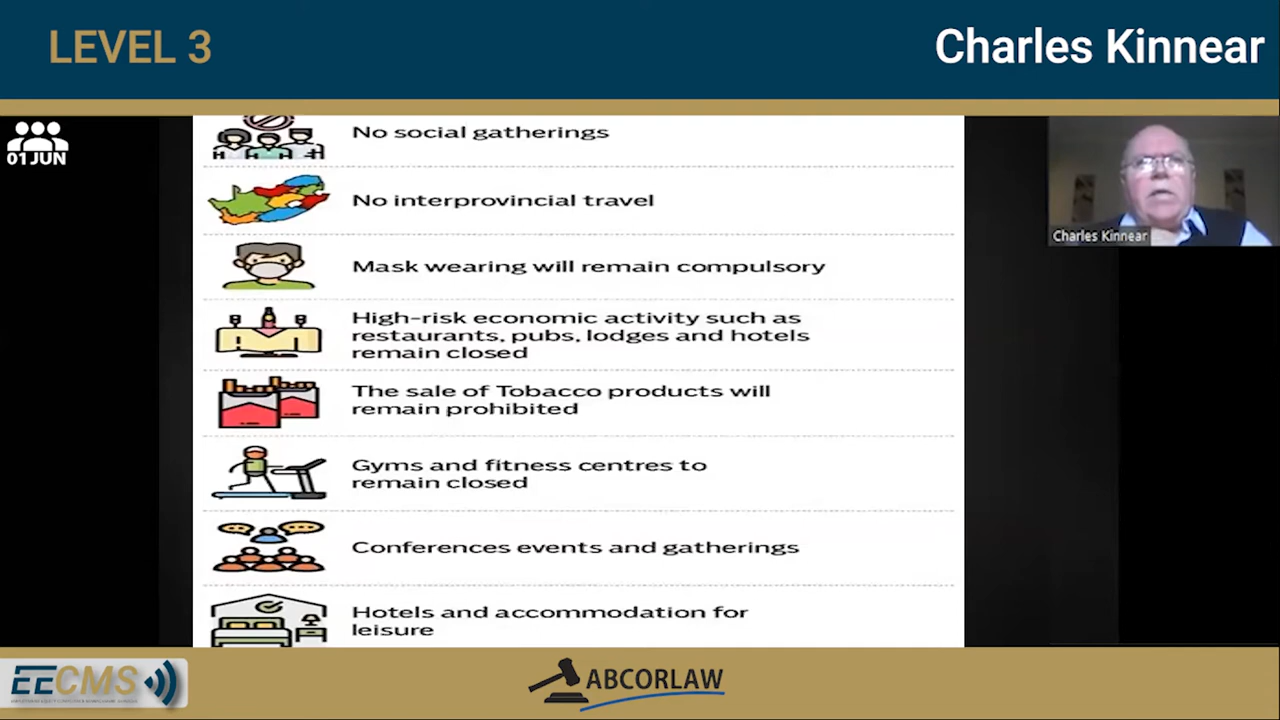 LEVEL 3
Charles Kinnear
01 JUN
No social gatherings
No interprovincial travel
Mask wearing will remain compulsory
High-risk economic activity such as
restaurants, pubs, lodges and hotels
remain closed
The sale of Tobacco products will
remain prohibited
Gyms and fitness centres to
remain closed
Conferences events and gatherings
Hotels and accommodation for
leisure
Charles Kinnear
EECMS
ABCORLAW